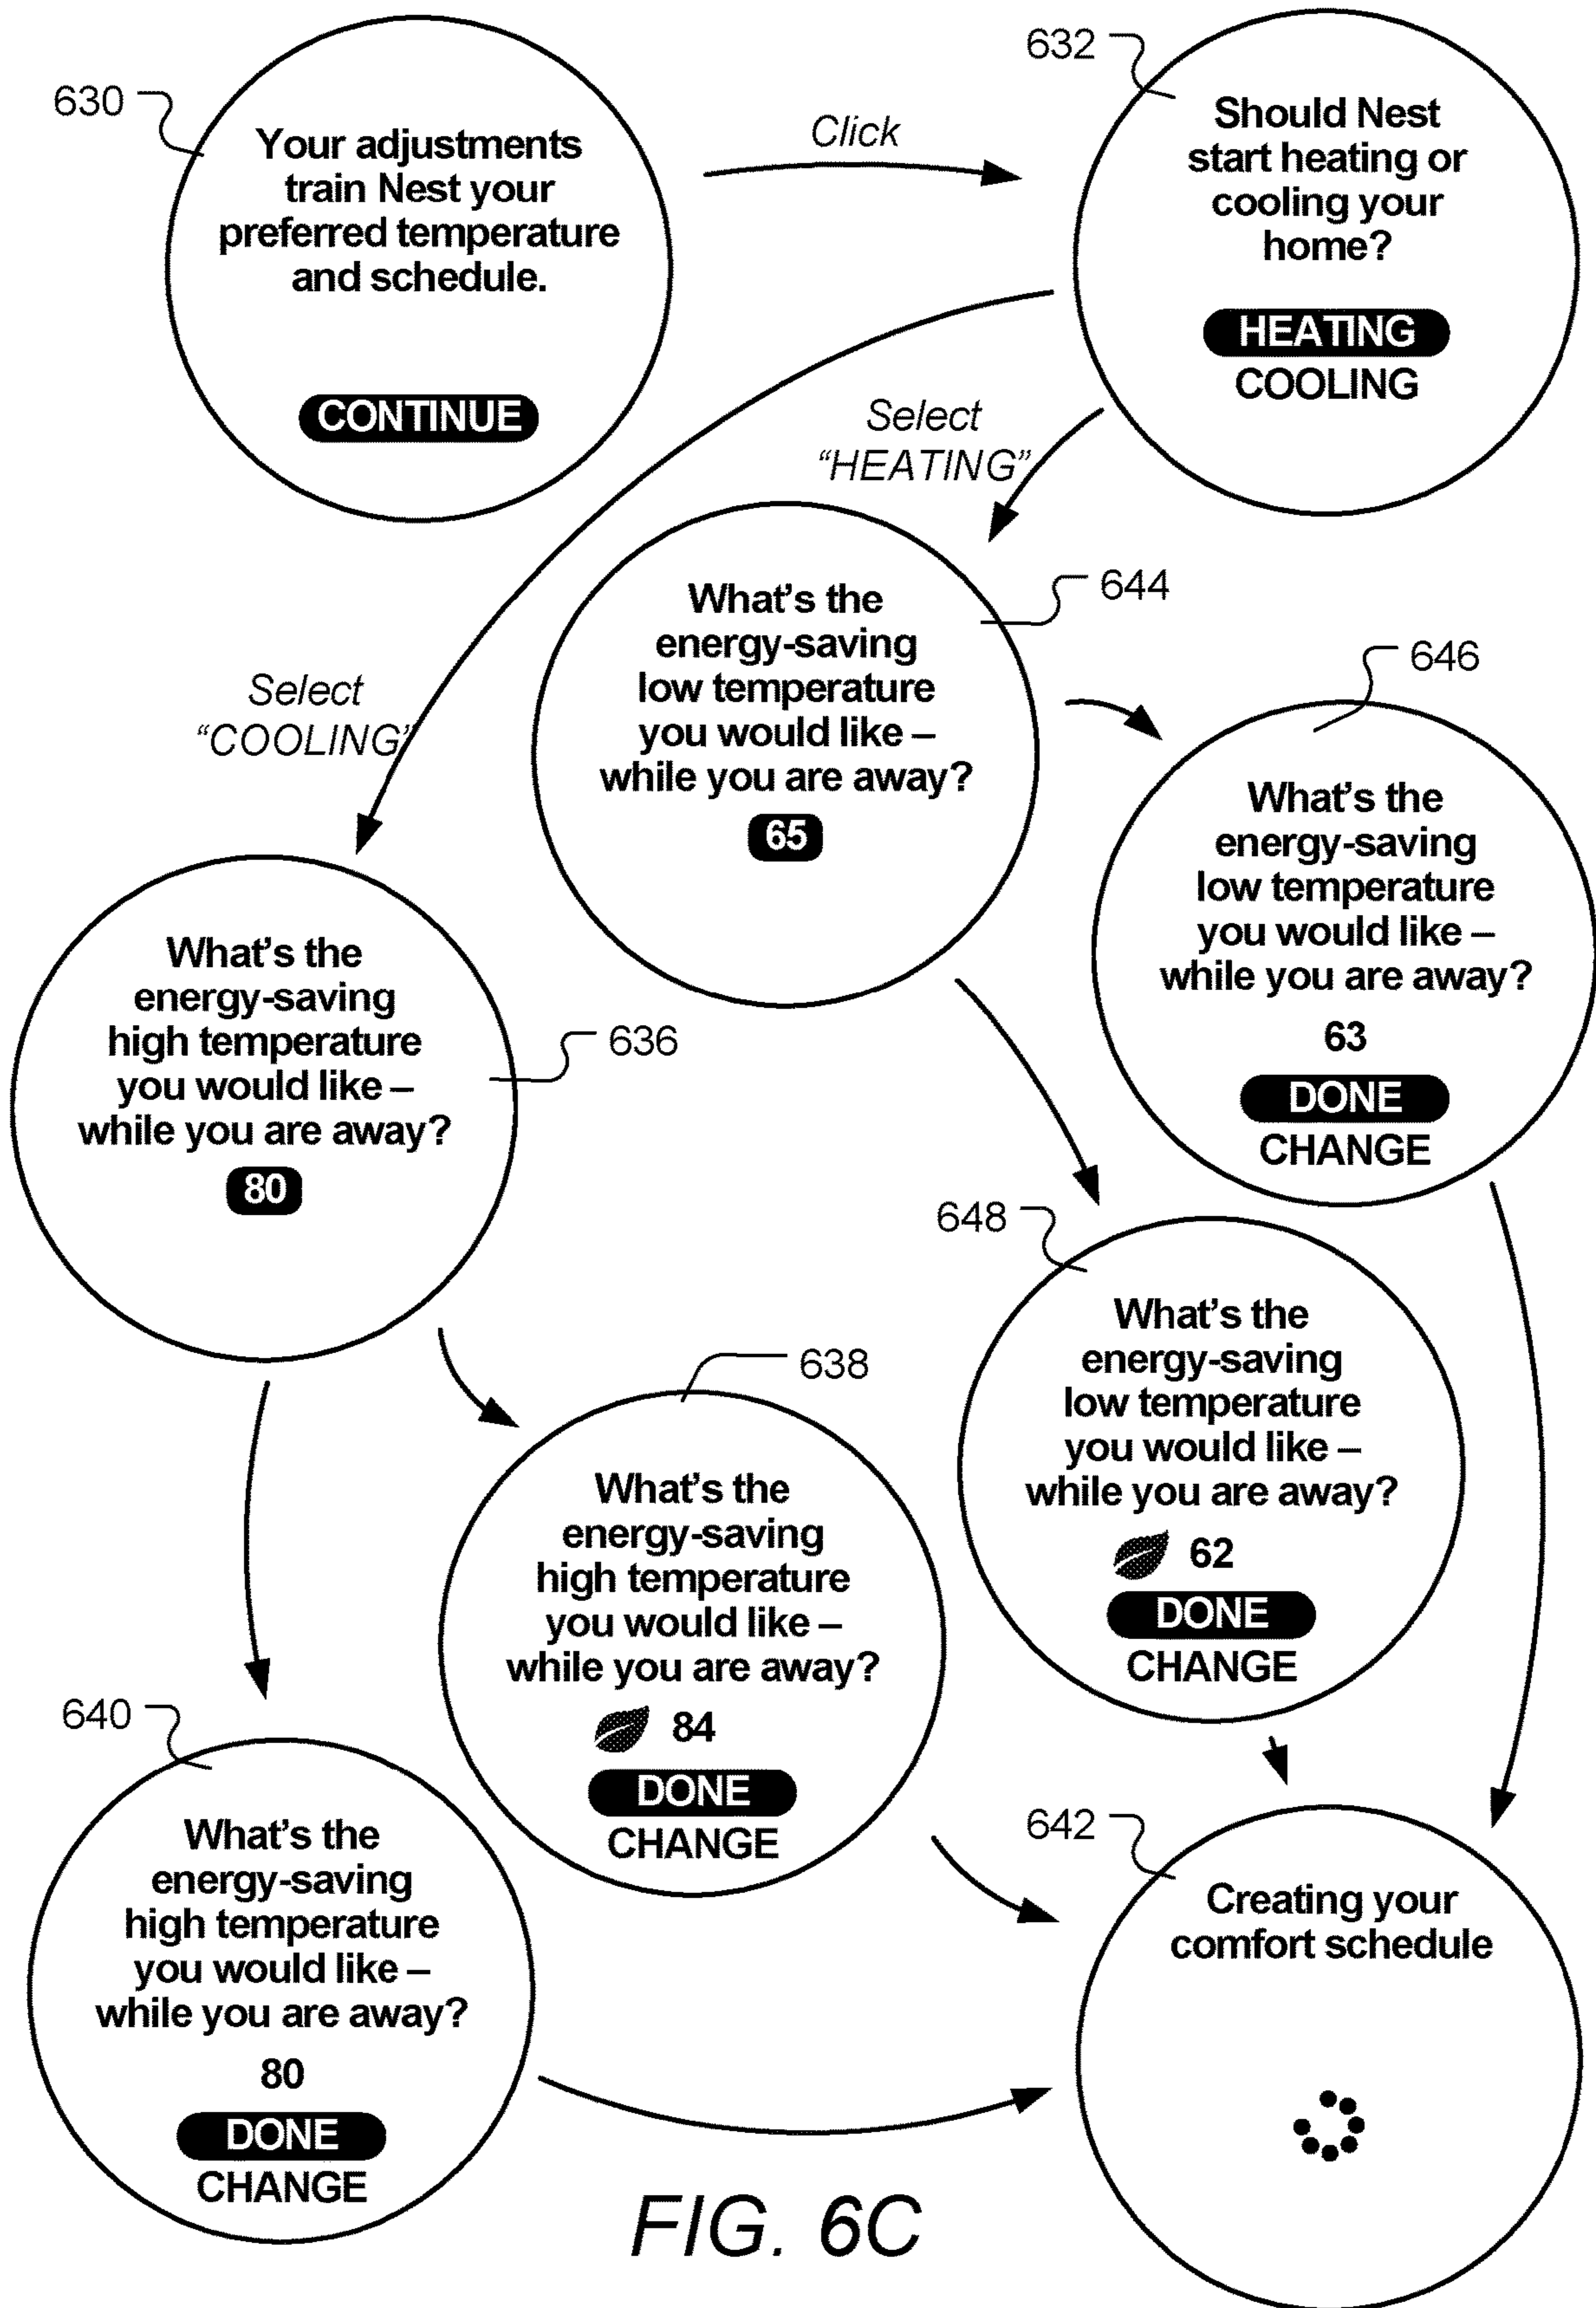 630
Your adjustments
train Nest your
preferred temperature
and schedule.
CONTINUE
Click
632
Should Nest
start heating or
cooling your
home?
HEATING
COOLING
Select
“HEATING”
Select
“COOLING”
644
What’s the
energy-saving
low temperature
you would like –
while you are away?
65
646
What’s the
energy-saving
low temperature
you would like –
while you are away?
63
DONE
CHANGE
636
What’s the
energy-saving
high temperature
you would like –
while you are away?
80
648
What’s the
energy-saving
low temperature
you would like –
while you are away?
62
DONE
CHANGE
638
What’s the
energy-saving
high temperature
you would like –
while you are away?
84
DONE
CHANGE
640
What’s the
energy-saving
high temperature
you would like –
while you are away?
80
DONE
CHANGE
642
Creating your
comfort schedule
FIG. 6C